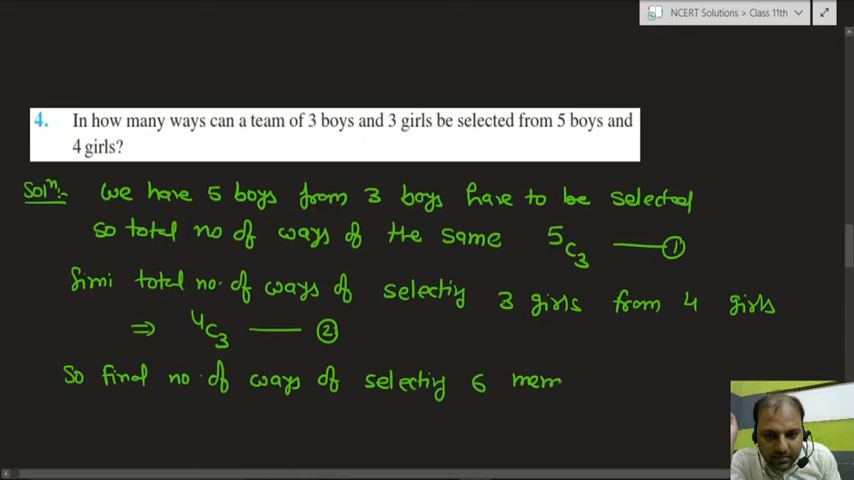 NCERT Solutions > Class 11th
4. In how many ways can a team of 3 boys and 3 girls be selected from 5 boys and
4 girls?
Solⁿ:- We have 5 boys from 3 boys have to be selected
so total no of ways of the same 5C3 —— ①
Simi total no. of ways of selecting 3 girls from 4 girls
⇒ 4C3 —— ②
So final no. of ways of selecting 6 mem